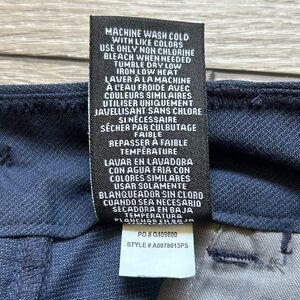 MACHINE WASH COLD
WITH LIKE COLORS
USE ONLY NON CHLORINE
BLEACH WHEN NEEDED
TUMBLE DRY LOW
IRON LOW HEAT
LAVER À LA MACHINE
À L'EAU FROIDE AVEC
COULEURS SIMILAIRES
UTILISER UNIQUEMENT
JAVELLISANT SANS CHLORE
SI NÉCESSAIRE
SÉCHER PAR CULBUTAGE
FAIBLE
REPASSER À FAIBLE
TEMPÉRATURE
LAVAR EN LAVADORA
CON AGUA FRIA CON
COLORES SIMILARES
USAR SOLAMENTE
BLANQUEADOR SIN CLORO
CUANDO SEA NECESARIO
SECADORA EN BAJA
TEMPERATURA
PLANCHAR EN BAJA
PO # G409600
STYLE # A0078013PS